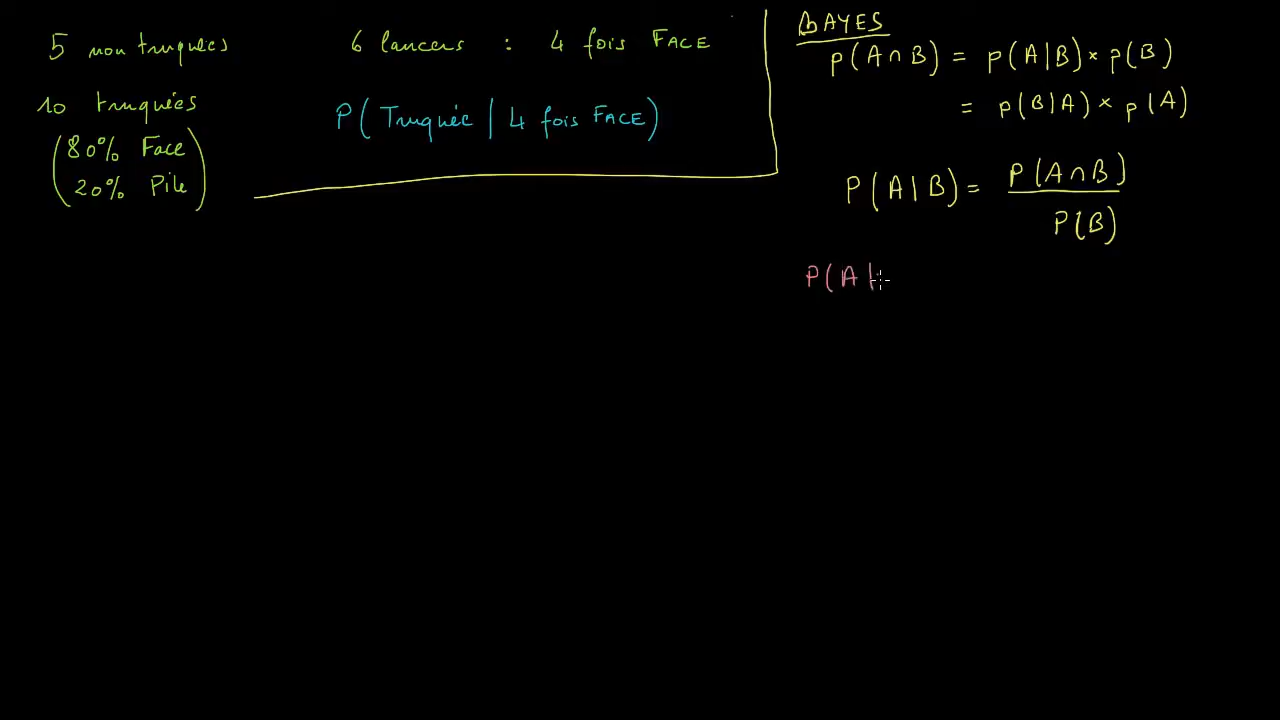 5 non truquées
10 truquées
(80% Face
20% Pile)
6 lancers : 4 fois FACE
P(Truquée | 4 fois FACE)
BAYES
p(A∩B) = p(A|B) × p(B)
= p(B|A) × p(A)
P(A|B) = P(A∩B) / P(B)
P(A|